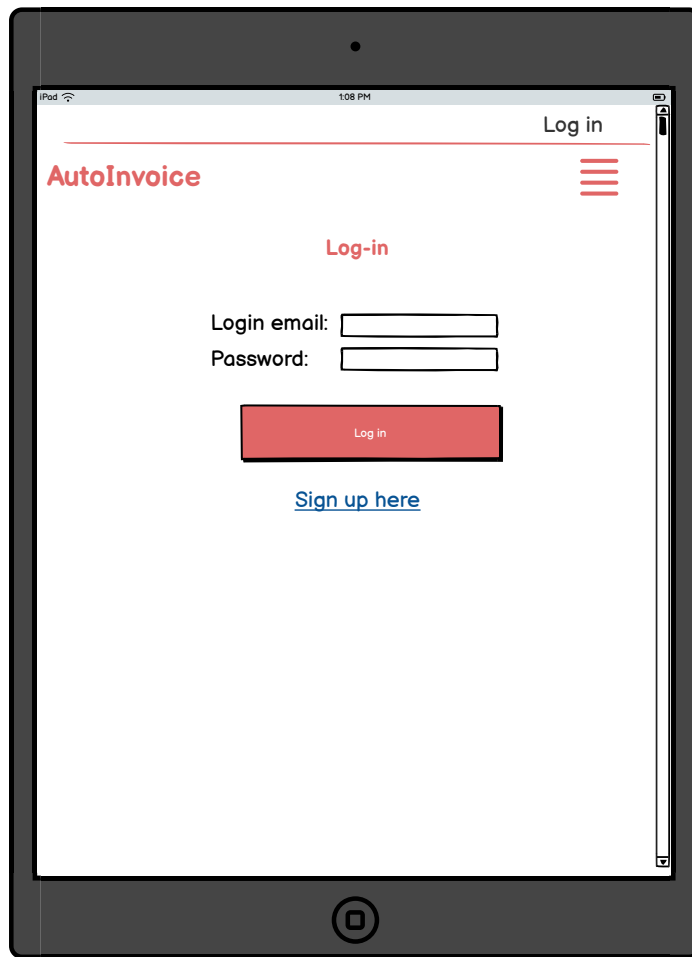 iPad 1:08 PM
Log in
AutoInvoice
Log-in
Login email:
Password:
Log in
Sign up here